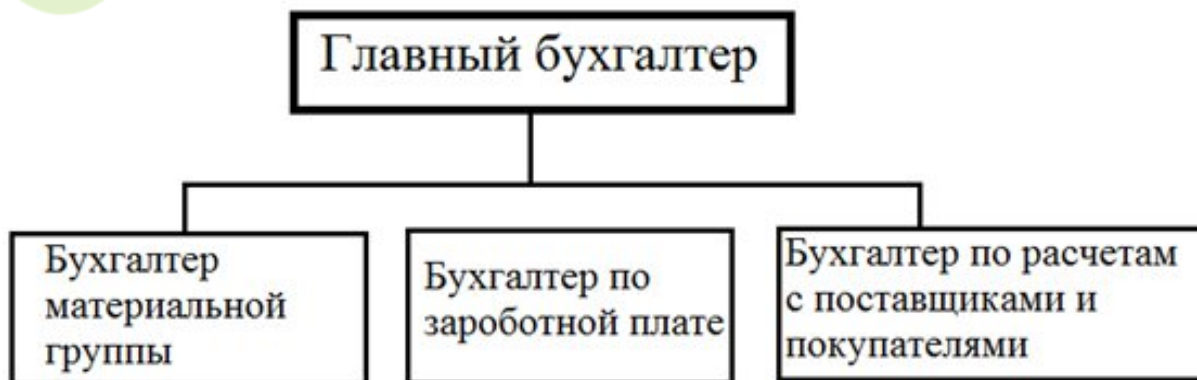 Главный бухгалтер
Бухгалтер
материальной
группы
Бухгалтер по
зароботной плате
Бухгалтер по расчетам
с поставщиками и
покупателями